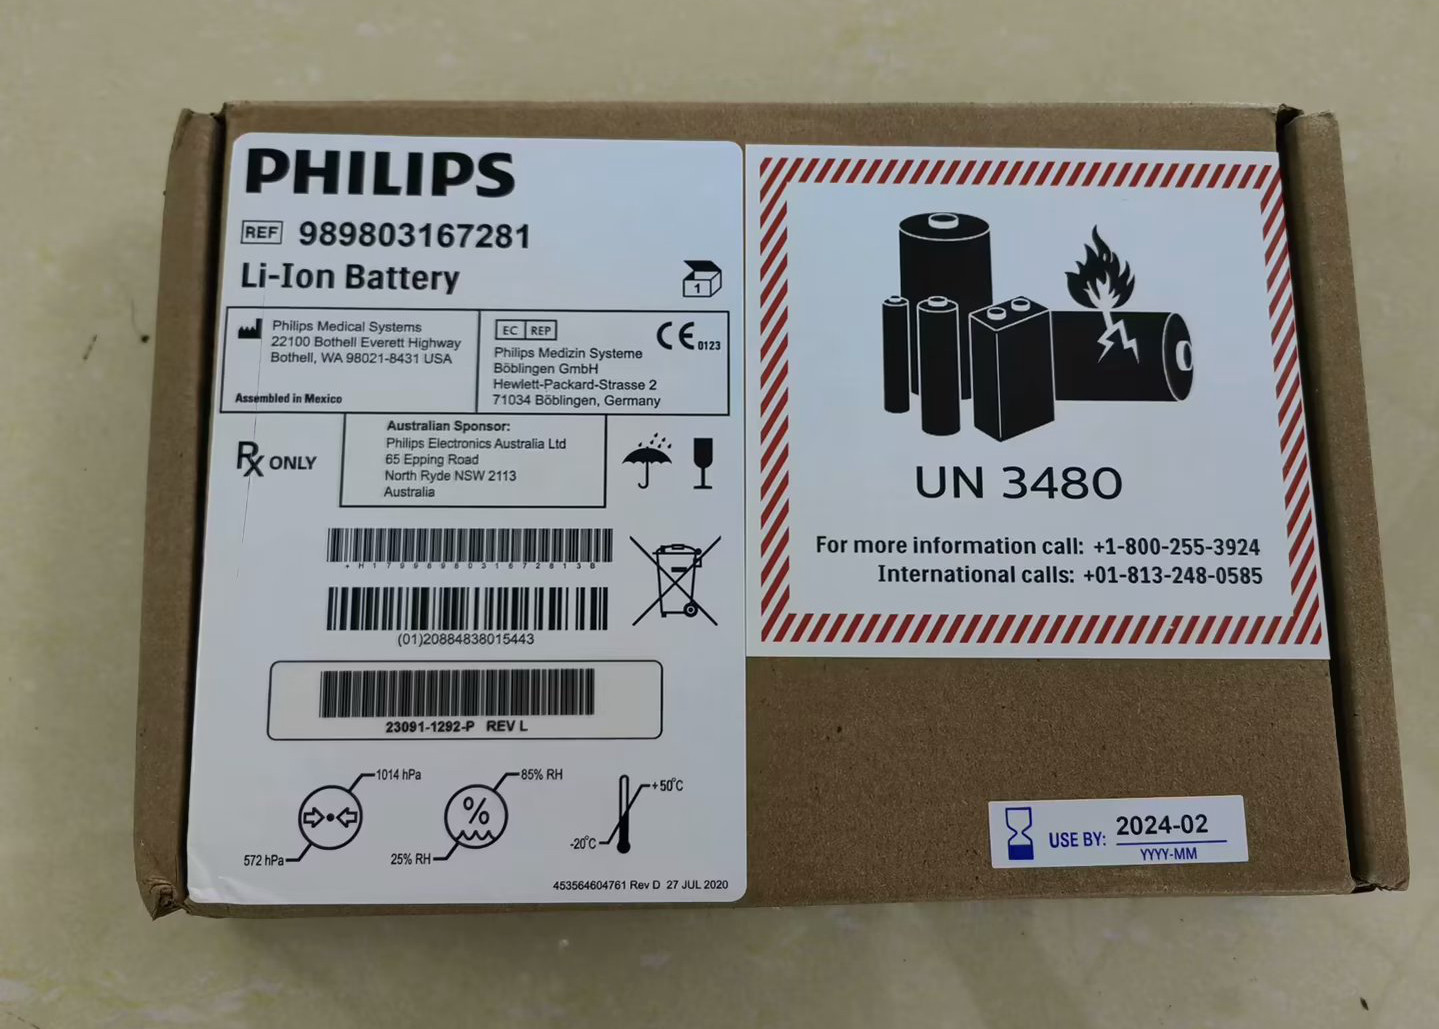 PHILIPS
REF 989803167281
Li-Ion Battery
1
Philips Medical Systems
22100 Bothell Everett Highway
Bothell, WA 98021-8431 USA
Assembled in Mexico
EC REP
CE 0123
Philips Medizin Systeme
Böblingen GmbH
Hewlett-Packard-Strasse 2
71034 Böblingen, Germany
Rx ONLY
Australian Sponsor:
Philips Electronics Australia Ltd
65 Epping Road
North Ryde NSW 2113
Australia
(01)20884838015443
23091-1292-P REV L
1014 hPa
572 hPa
%
85% RH
25% RH
+50°C
-20°C
453564604761 Rev D 27 JUL 2020
UN 3480
For more information call: +1-800-255-3924
International calls: +01-813-248-0585
USE BY: 2024-02
YYYY-MM